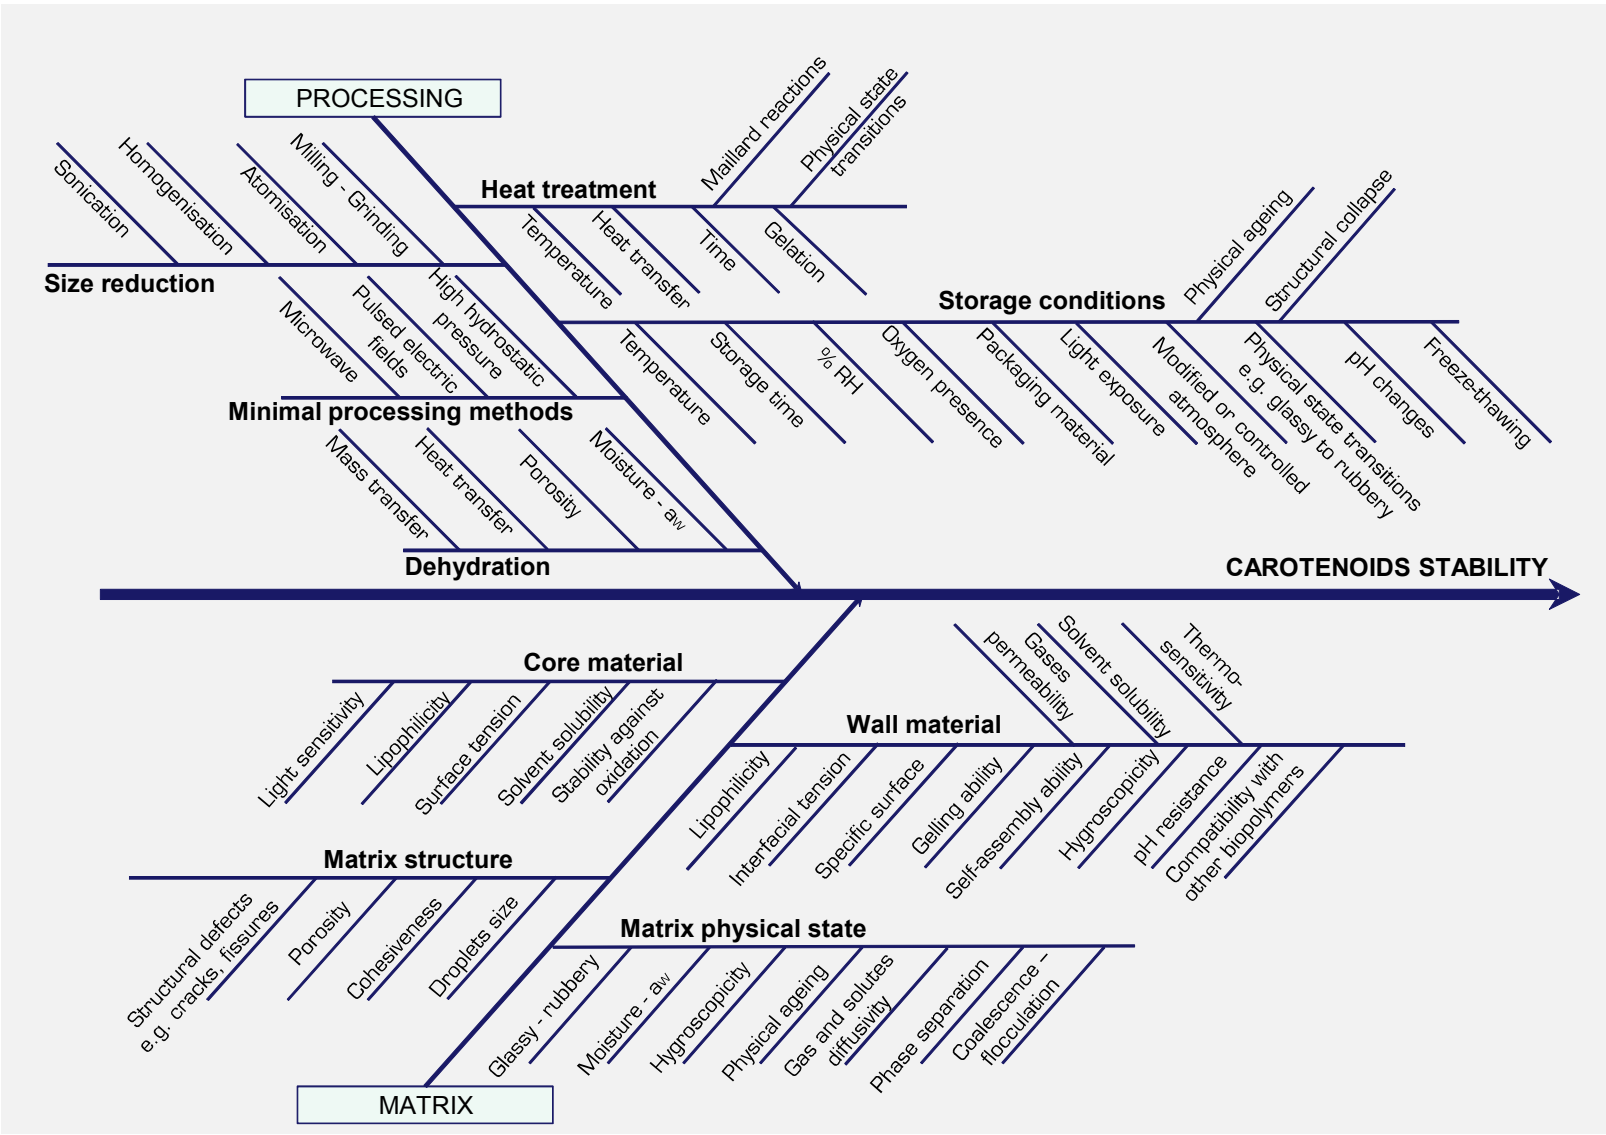 PROCESSING
Sonication
Homogenisation
Atomisation
Milling - Grinding
Size reduction
Heat treatment
Maillard reactions
Physical state
transitions
Temperature
Heat transfer
Time
Gelation
Microwave
Pulsed electric
fields
High hydrostatic
pressure
Minimal processing methods
Storage conditions
Physical ageing
Structural collapse
Temperature
Storage time
% RH
Oxygen presence
Packaging material
Light exposure
Modified or controlled
atmosphere
Physical state transitions
e.g. glassy to rubbery
pH changes
Freeze-thawing
Mass transfer
Heat transfer
Porosity
Moisture - aw
Dehydration
CAROTENOIDS STABILITY
Core material
Light sensitivity
Lipophilicity
Surface tension
Solvent solubility
Stability against
oxidation
Wall material
Gases
permeability
Solvent solubility
Thermo-
sensitivity
Lipophilicity
Interfacial tension
Specific surface
Gelling ability
Self-assembly ability
Hygroscopicity
pH resistance
Compatibility with
other biopolymers
Matrix structure
Structural defects
e.g. cracks, fissures
Porosity
Cohesiveness
Droplets size
Matrix physical state
Glassy - rubbery
Moisture - aw
Hygroscopicity
Physical ageing
Gas and solutes
diffusivity
Phase separation
Coalescence –
flocculation
MATRIX